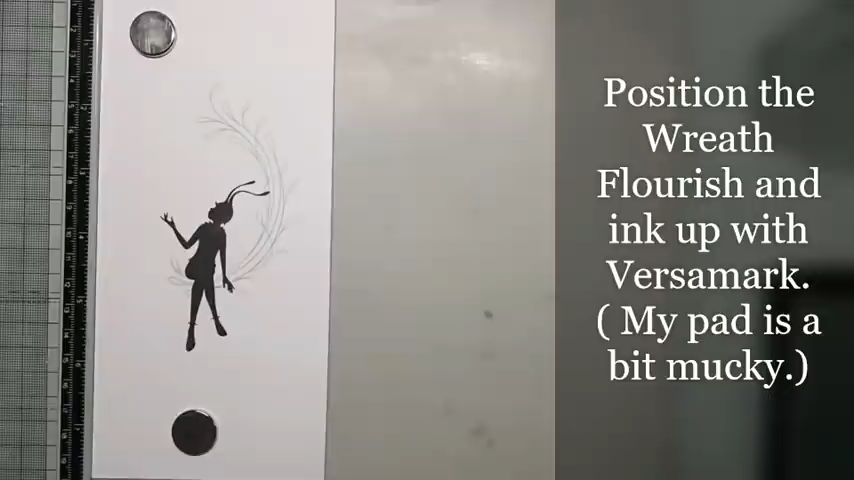 Position the
Wreath
Flourish and
ink up with
Versamark.
( My pad is a
bit mucky.)